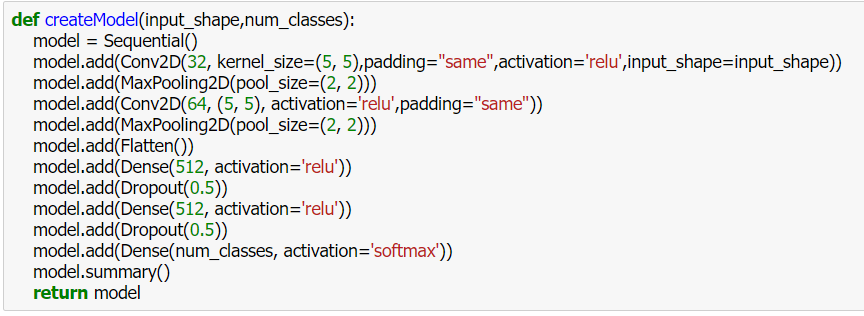 def createModel(input_shape,num_classes):
    model = Sequential()
    model.add(Conv2D(32, kernel_size=(5, 5),padding="same",activation='relu',input_shape=input_shape))
    model.add(MaxPooling2D(pool_size=(2, 2)))
    model.add(Conv2D(64, (5, 5), activation='relu',padding="same"))
    model.add(MaxPooling2D(pool_size=(2, 2)))
    model.add(Flatten())
    model.add(Dense(512, activation='relu'))
    model.add(Dropout(0.5))
    model.add(Dense(512, activation='relu'))
    model.add(Dropout(0.5))
    model.add(Dense(num_classes, activation='softmax'))
    model.summary()
    return model